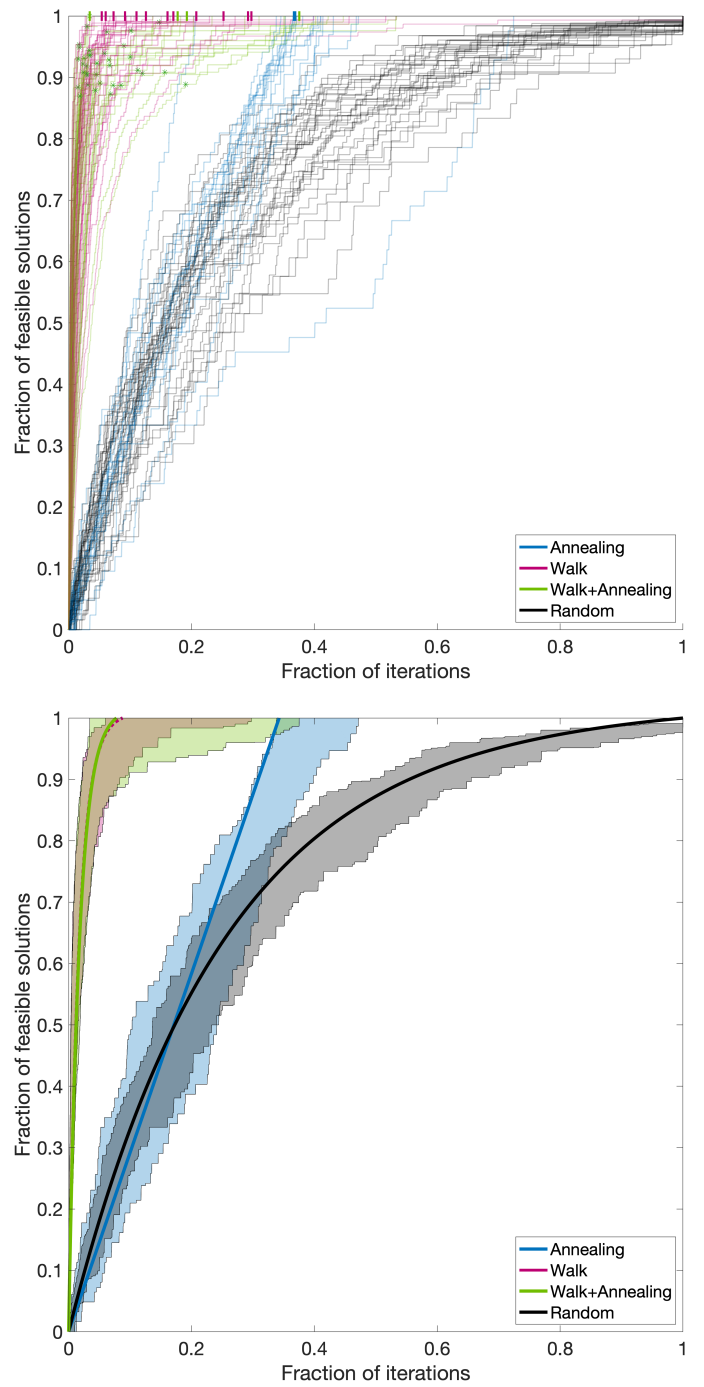 1
0.9
0.8
0.7
0.6
0.5
0.4
0.3
0.2
0.1
0
Fraction of feasible solutions
Annealing
Walk
Walk+Annealing
Random
0 0.2 0.4 0.6 0.8 1
Fraction of iterations
1
0.9
0.8
0.7
0.6
0.5
0.4
0.3
0.2
0.1
0
Fraction of feasible solutions
Annealing
Walk
Walk+Annealing
Random
0 0.2 0.4 0.6 0.8 1
Fraction of iterations